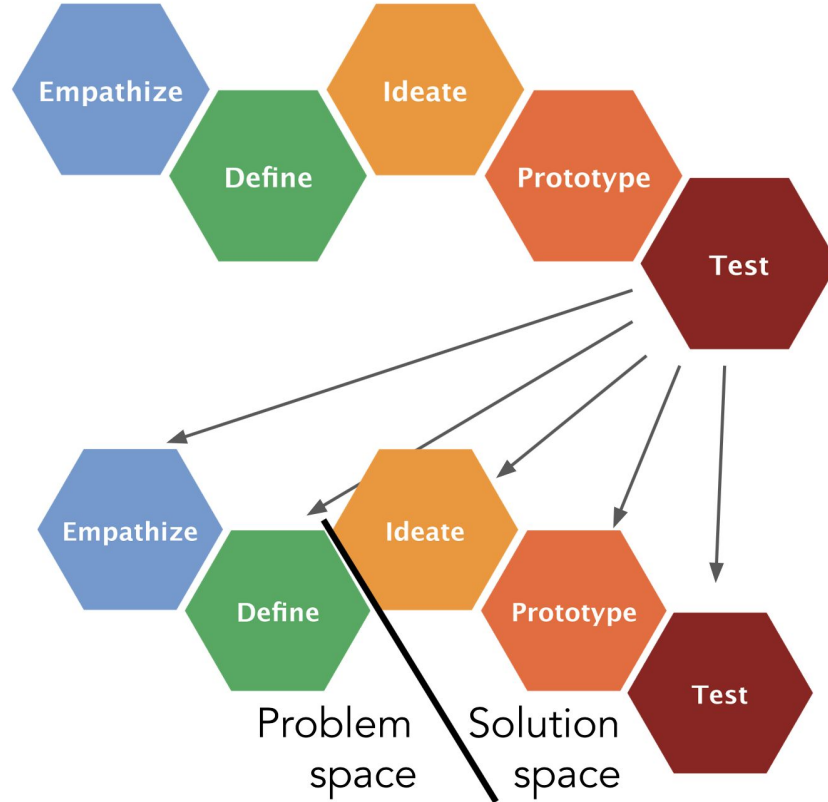 Empathize
Define
Ideate
Prototype
Test
Empathize
Define
Ideate
Prototype
Test
Problem
space
Solution
space